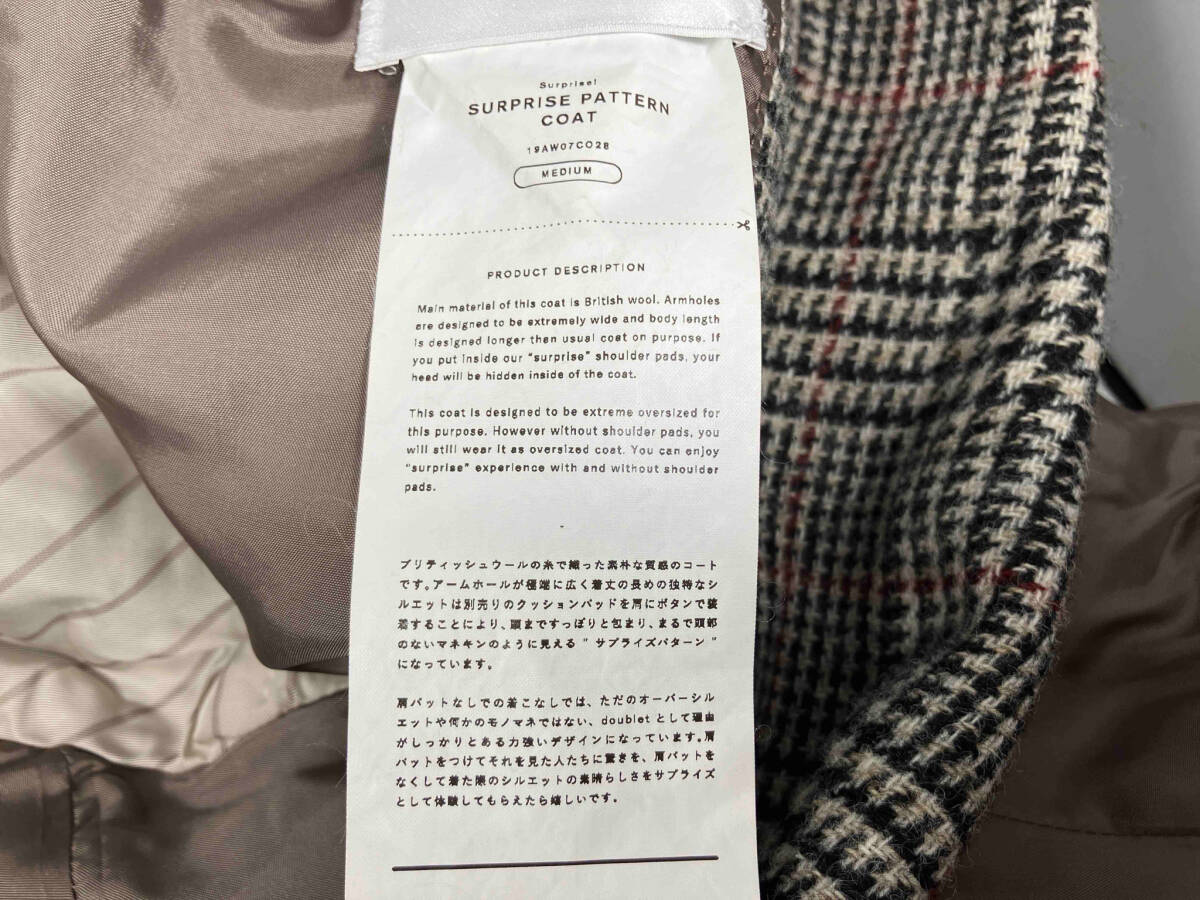 Surprise!
SURPRISE PATTERN
COAT
19AW07CO28
MEDIUM
PRODUCT DESCRIPTION
Main material of this coat is British wool. Armholes
are designed to be extremely wide and body length
is designed longer then usual coat on purpose. If
you put inside our “surprise” shoulder pads, your
head will be hidden inside of the coat.
This coat is designed to be extreme oversized for
this purpose. However without shoulder pads, you
will still wear it as oversized coat. You can enjoy
“surprise” experience with and without shoulder
pads.
ブリティッシュウールの糸で織った素朴な質感のコート
です。アームホールが極端に広く着丈の長めの独特なシ
ルエットは別売りのクッションパッドを肩にボタンで装
着することにより、頭まですっぽりと包まり、まるで頭部
のないマネキンのように見える ” サブライズパターン ”
になっています。
肩パットなしでの着こなしでは、ただのオーバーシル
エットや何かのモノマネではない、doublet として理由
がしっかりとある力強いデザインになっています。肩
パットをつけてそれを見た人たちに驚きを、肩パットを
なくして着た際のシルエットの素晴らしさをサプライズ
として体験してもらえたら嬉しいです。